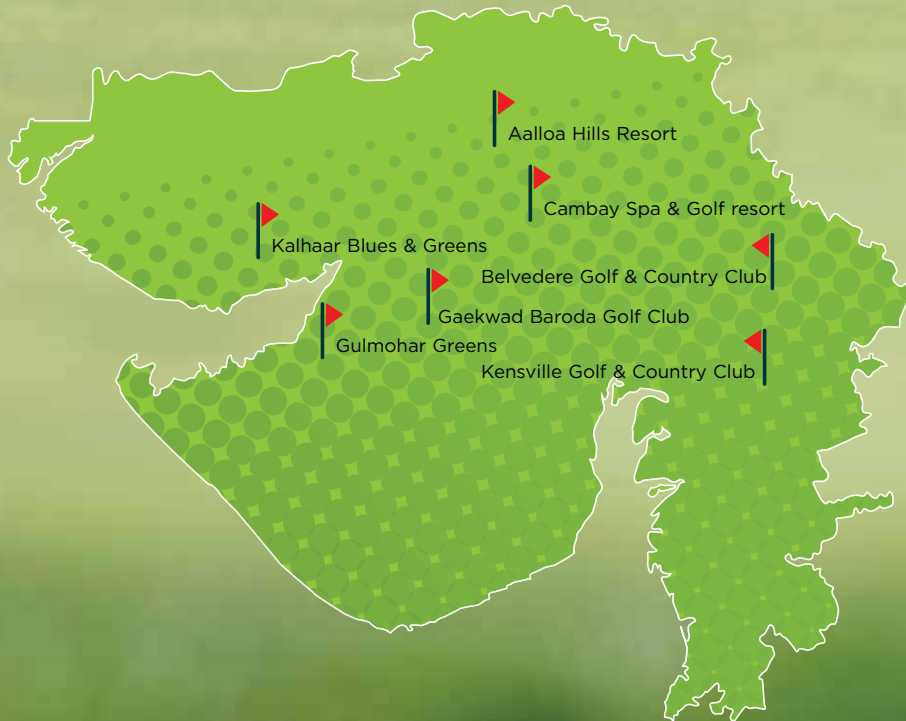 Aalloa Hills Resort
Cambay Spa & Golf resort
Kalhaar Blues & Greens
Belvedere Golf & Country Club
Gaekwad Baroda Golf Club
Gulmohar Greens
Kensville Golf & Country Club